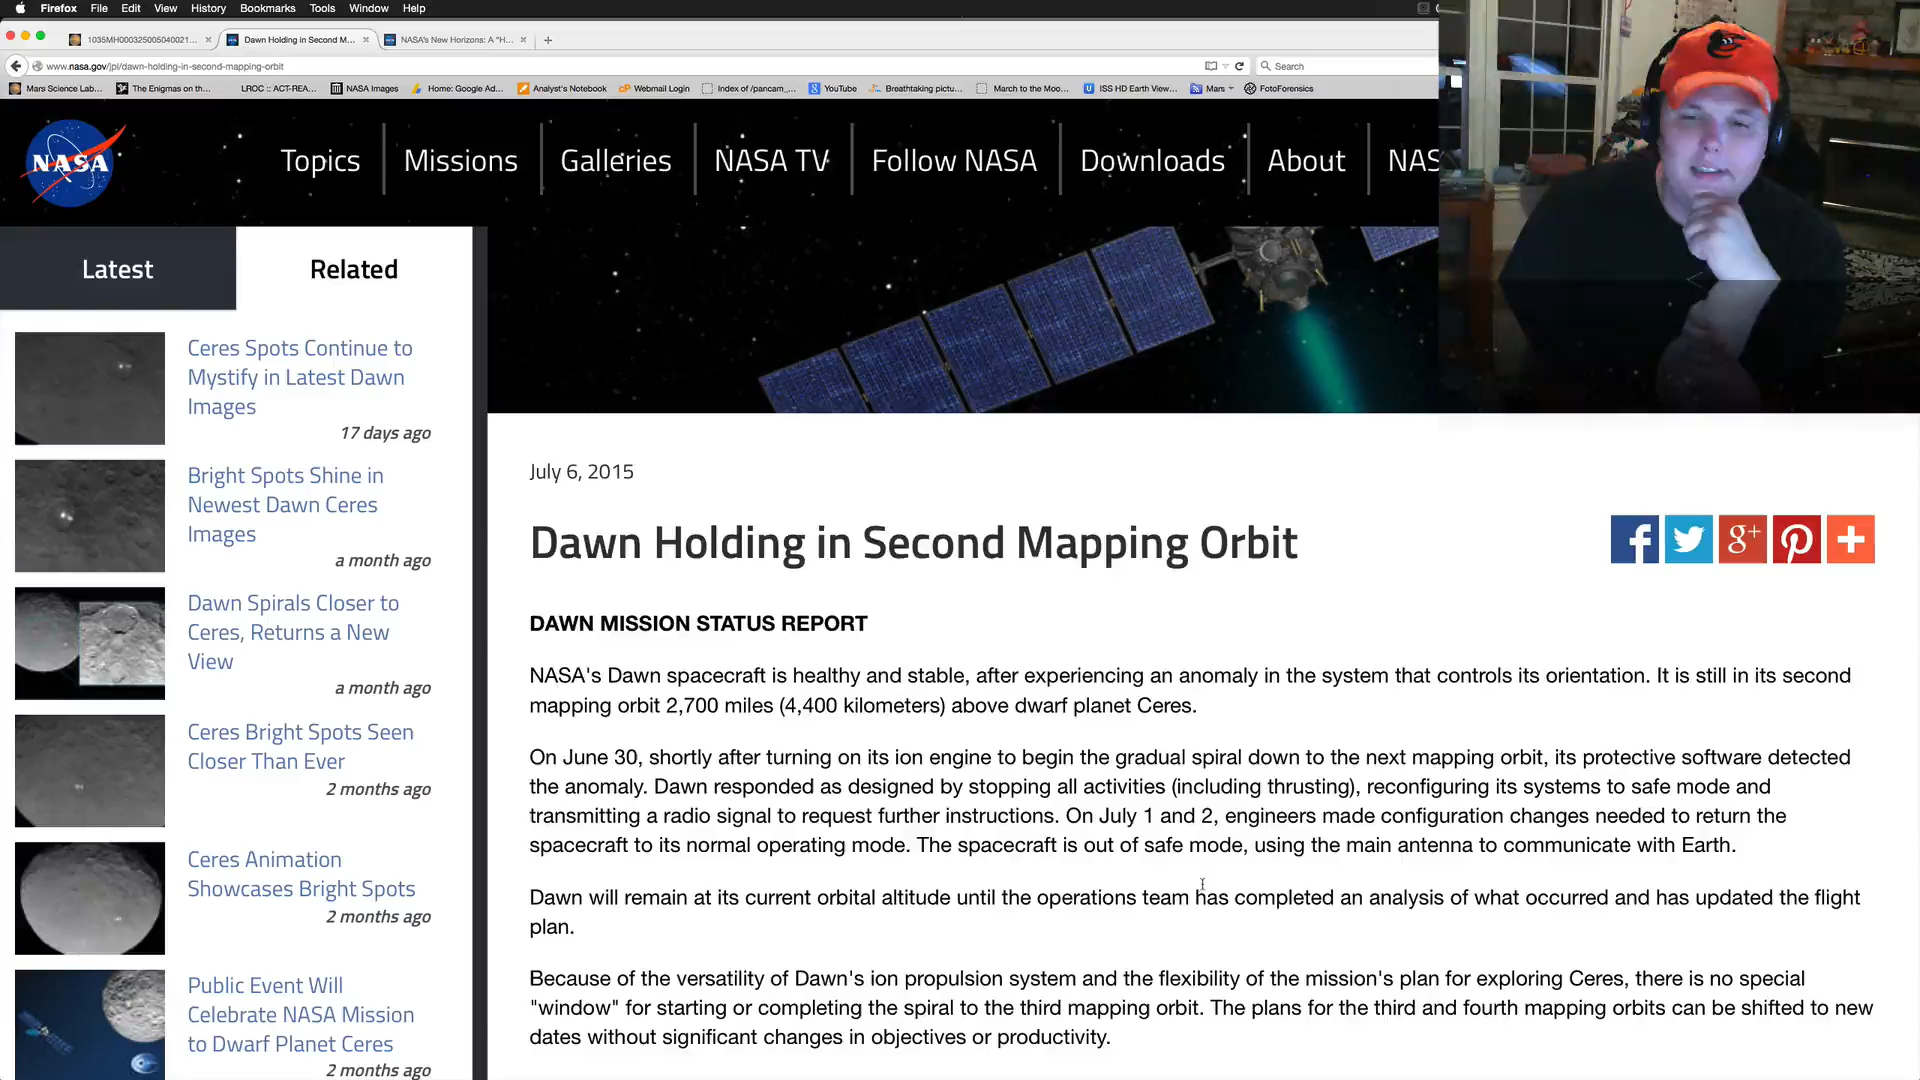 Firefox File Edit View History Bookmarks Tools Window Help
1035MH000325005040021... Dawn Holding in Second M... NASA's New Horizons: A "H...
www.nasa.gov/jpl/dawn-holding-in-second-mapping-orbit Search
Mars Science Lab... The Enigmas on th... LROC :: ACT-REA... NASA Images Home: Google Ad... Analyst's Notebook Webmail Login Index of /pancam_... YouTube Breathtaking pictu... March to the Moo... ISS HD Earth View... Mars FotoForensics
NASA Topics Missions Galleries NASA TV Follow NASA Downloads About NAS
Latest Related
Ceres Spots Continue to
Mystify in Latest Dawn
Images
17 days ago
Bright Spots Shine in
Newest Dawn Ceres
Images
a month ago
Dawn Spirals Closer to
Ceres, Returns a New
View
a month ago
Ceres Bright Spots Seen
Closer Than Ever
2 months ago
Ceres Animation
Showcases Bright Spots
2 months ago
Public Event Will
Celebrate NASA Mission
to Dwarf Planet Ceres
2 months ago
July 6, 2015
Dawn Holding in Second Mapping Orbit
DAWN MISSION STATUS REPORT
NASA's Dawn spacecraft is healthy and stable, after experiencing an anomaly in the system that controls its orientation. It is still in its second
mapping orbit 2,700 miles (4,400 kilometers) above dwarf planet Ceres.
On June 30, shortly after turning on its ion engine to begin the gradual spiral down to the next mapping orbit, its protective software detected
the anomaly. Dawn responded as designed by stopping all activities (including thrusting), reconfiguring its systems to safe mode and
transmitting a radio signal to request further instructions. On July 1 and 2, engineers made configuration changes needed to return the
spacecraft to its normal operating mode. The spacecraft is out of safe mode, using the main antenna to communicate with Earth.
Dawn will remain at its current orbital altitude until the operations team has completed an analysis of what occurred and has updated the flight
plan.
Because of the versatility of Dawn's ion propulsion system and the flexibility of the mission's plan for exploring Ceres, there is no special
"window" for starting or completing the spiral to the third mapping orbit. The plans for the third and fourth mapping orbits can be shifted to new
dates without significant changes in objectives or productivity.